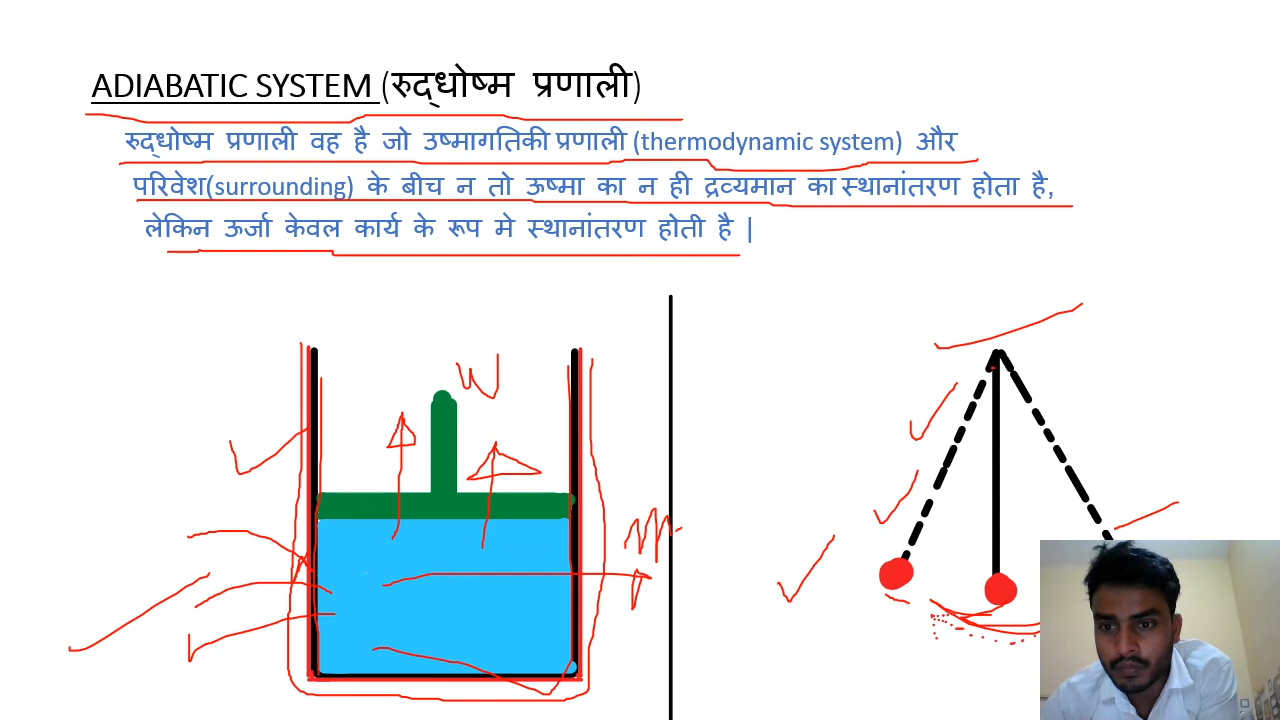 ADIABATIC SYSTEM (रुद्धोष्म प्रणाली)
रुद्धोष्म प्रणाली वह है जो उष्मागतिकी प्रणाली (thermodynamic system) और
परिवेश(surrounding) के बीच न तो ऊष्मा का न ही द्रव्यमान का स्थानांतरण होता है,
लेकिन ऊर्जा केवल कार्य के रूप मे स्थानांतरण होती है |
W
m